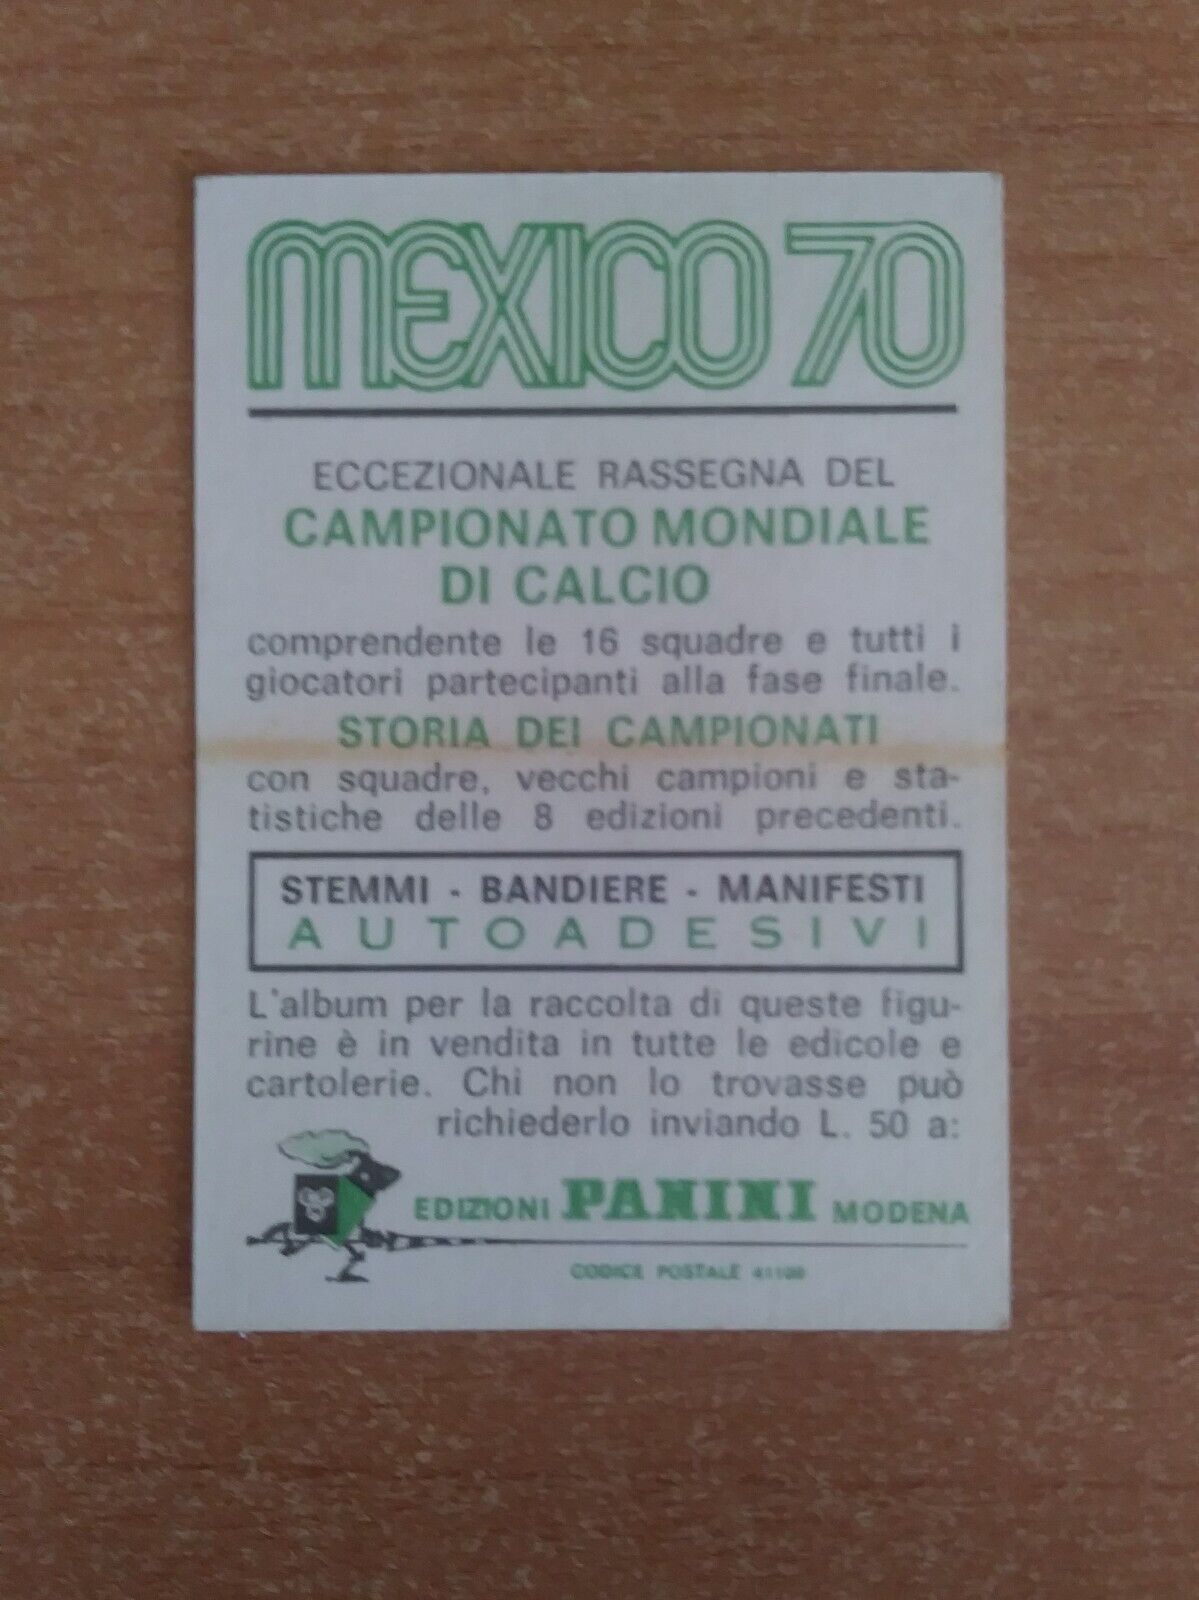 MEXICO 70
ECCEZIONALE RASSEGNA DEL
CAMPIONATO MONDIALE
DI CALCIO
comprendente le 16 squadre e tutti i
giocatori partecipanti alla fase finale.
STORIA DEI CAMPIONATI
con squadre, vecchi campioni e sta-
tistiche delle 8 edizioni precedenti.
STEMMI - BANDIERE - MANIFESTI
AUTOADESIVI
L'album per la raccolta di queste figu-
rine è in vendita in tutte le edicole e
cartolerie. Chi non lo trovasse può
richiederlo inviando L. 50 a:
EDIZIONI PANINI MODENA
CODICE POSTALE 41100